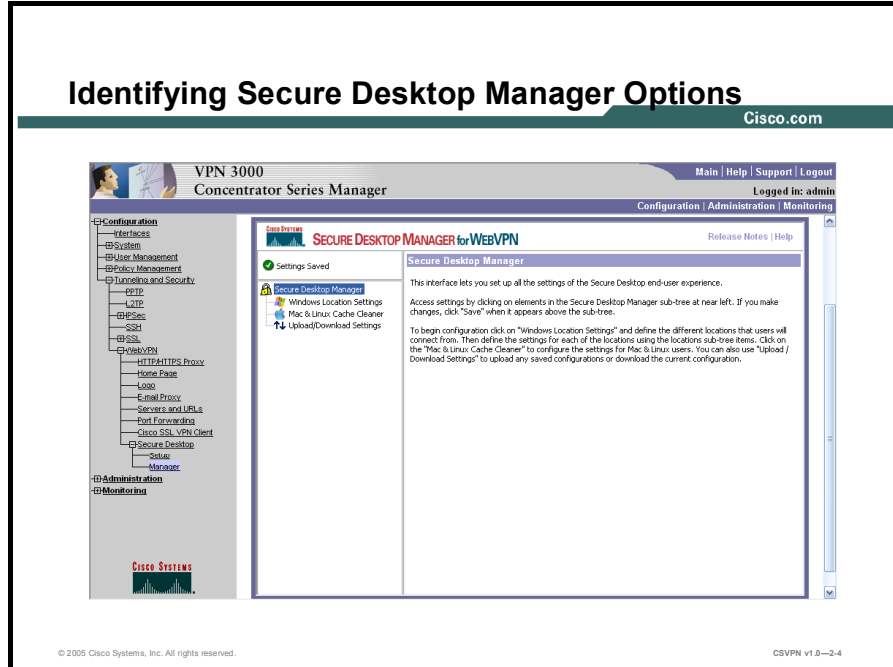 Identifying Secure Desktop Manager Options
Cisco.com
VPN 3000
Concentrator Series Manager
Main | Help | Support | Logout
Logged in: admin
Configuration | Administration | Monitoring
Configuration
Interfaces
System
User Management
Policy Management
Tunneling and Security
PPTP
L2TP
IPSec
SSH
SSL
WebVPN
HTTP/HTTPS Proxy
Home Page
Logo
E-mail Proxy
Servers and URLs
Port Forwarding
Cisco SSL VPN Client
Secure Desktop
Setup
Manager
Administration
Monitoring
CISCO SYSTEMS
CISCO SYSTEMS
SECURE DESKTOP MANAGER for WEBVPN
Release Notes | Help
Settings Saved
Secure Desktop Manager
Windows Location Settings
Mac & Linux Cache Cleaner
Upload/Download Settings
Secure Desktop Manager
This interface lets you set up all the settings of the Secure Desktop end-user experience.
Access settings by clicking on elements in the Secure Desktop Manager sub-tree at near left. If you make
changes, click "Save" when it appears above the sub-tree.
To begin configuration click on "Windows Location Settings" and define the different locations that users will
connect from. Then define the settings for each of the locations using the locations sub-tree items. Click on
the "Mac & Linux Cache Cleaner" to configure the settings for Mac & Linux users. You can also use "Upload /
Download Settings" to upload any saved configurations or download the current configuration.
© 2005 Cisco Systems, Inc. All rights reserved.
CSVPN v1.0—2-4